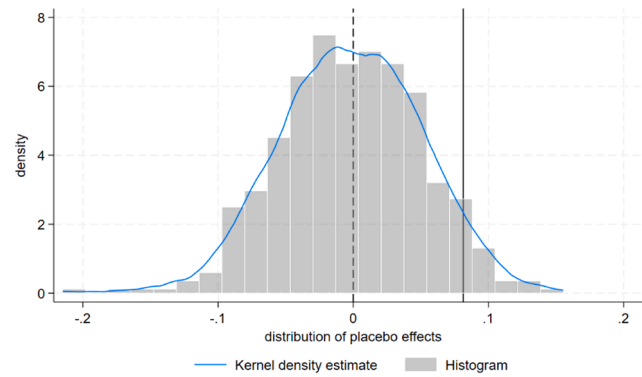 8
6
4
2
0
density
-.2 -.1 0 .1 .2
distribution of placebo effects
Kernel density estimate Histogram